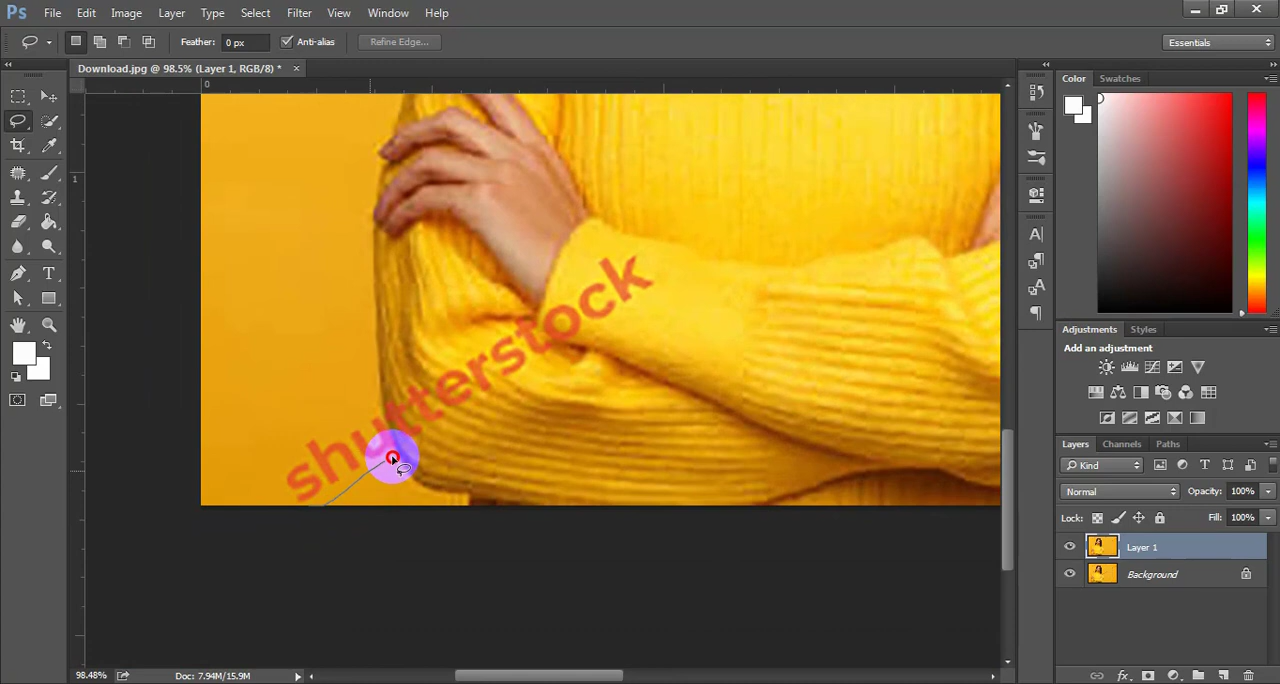 Ps File Edit Image Layer Type Select Filter View Window Help
Feather: 0 px Anti-alias Refine Edge... Essentials
Download.jpg @ 98.5% (Layer 1, RGB/8) * ×
Color Swatches
0
1
shutterstock
Adjustments Styles
Add an adjustment
Layers Channels Paths
Kind
Normal Opacity: 100%
Lock: Fill: 100%
Layer 1
Background
98.48% Doc: 7.94M/15.9M